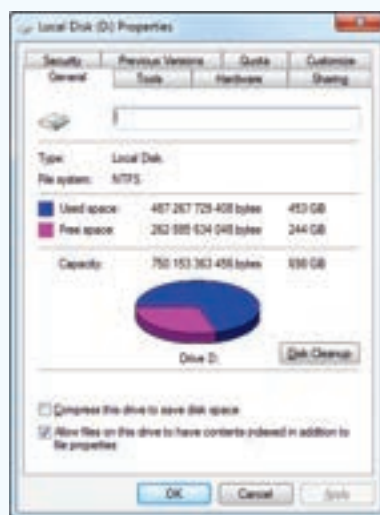 Local Disk (D:) Properties
Security Previous Versions Quota Customize
General Tools Hardware Sharing
Type: Local Disk
File system: NTFS
Used space: 487 267 729 408 bytes 453 GB
Free space: 262 885 634 048 bytes 244 GB
Capacity: 750 153 363 456 bytes 698 GB
Drive D: Disk Cleanup
Compress this drive to save disk space
Allow files on this drive to have contents indexed in addition to
file properties
OK Cancel Apply